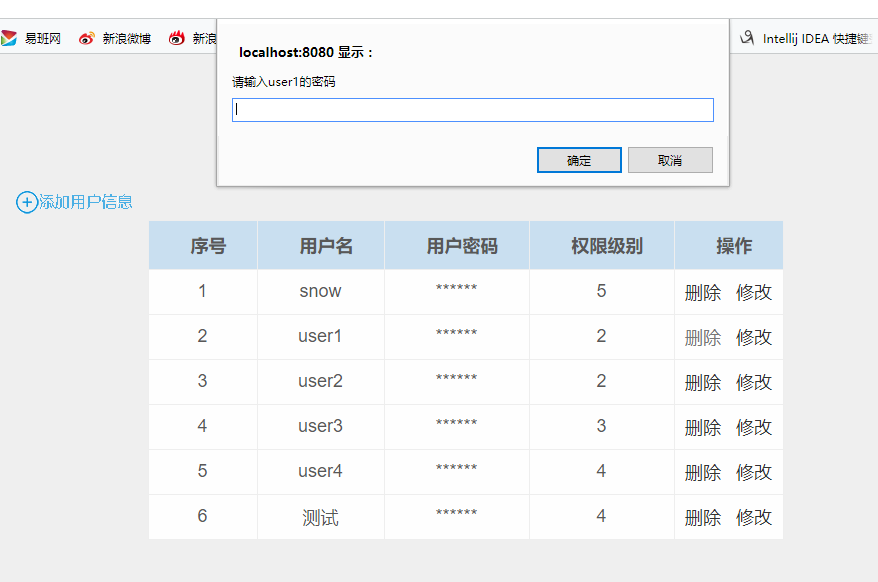 易班网 新浪微博 新浪 Intellij IDEA 快捷键
localhost:8080 显示：
请输入user1的密码
确定 取消
添加用户信息
序号 用户名 用户密码 权限级别 操作
1 snow ****** 5 删除 修改
2 user1 ****** 2 删除 修改
3 user2 ****** 2 删除 修改
4 user3 ****** 3 删除 修改
5 user4 ****** 4 删除 修改
6 测试 ****** 4 删除 修改